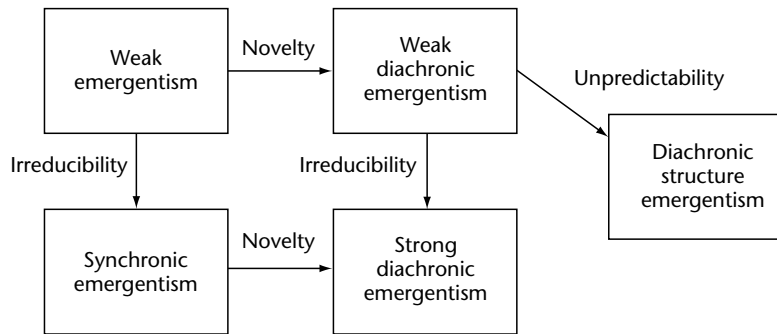 Weak
emergentism
Novelty
Weak
diachronic
emergentism
Unpredictability
Irreducibility
Irreducibility
Diachronic
structure
emergentism
Synchronic
emergentism
Novelty
Strong
diachronic
emergentism